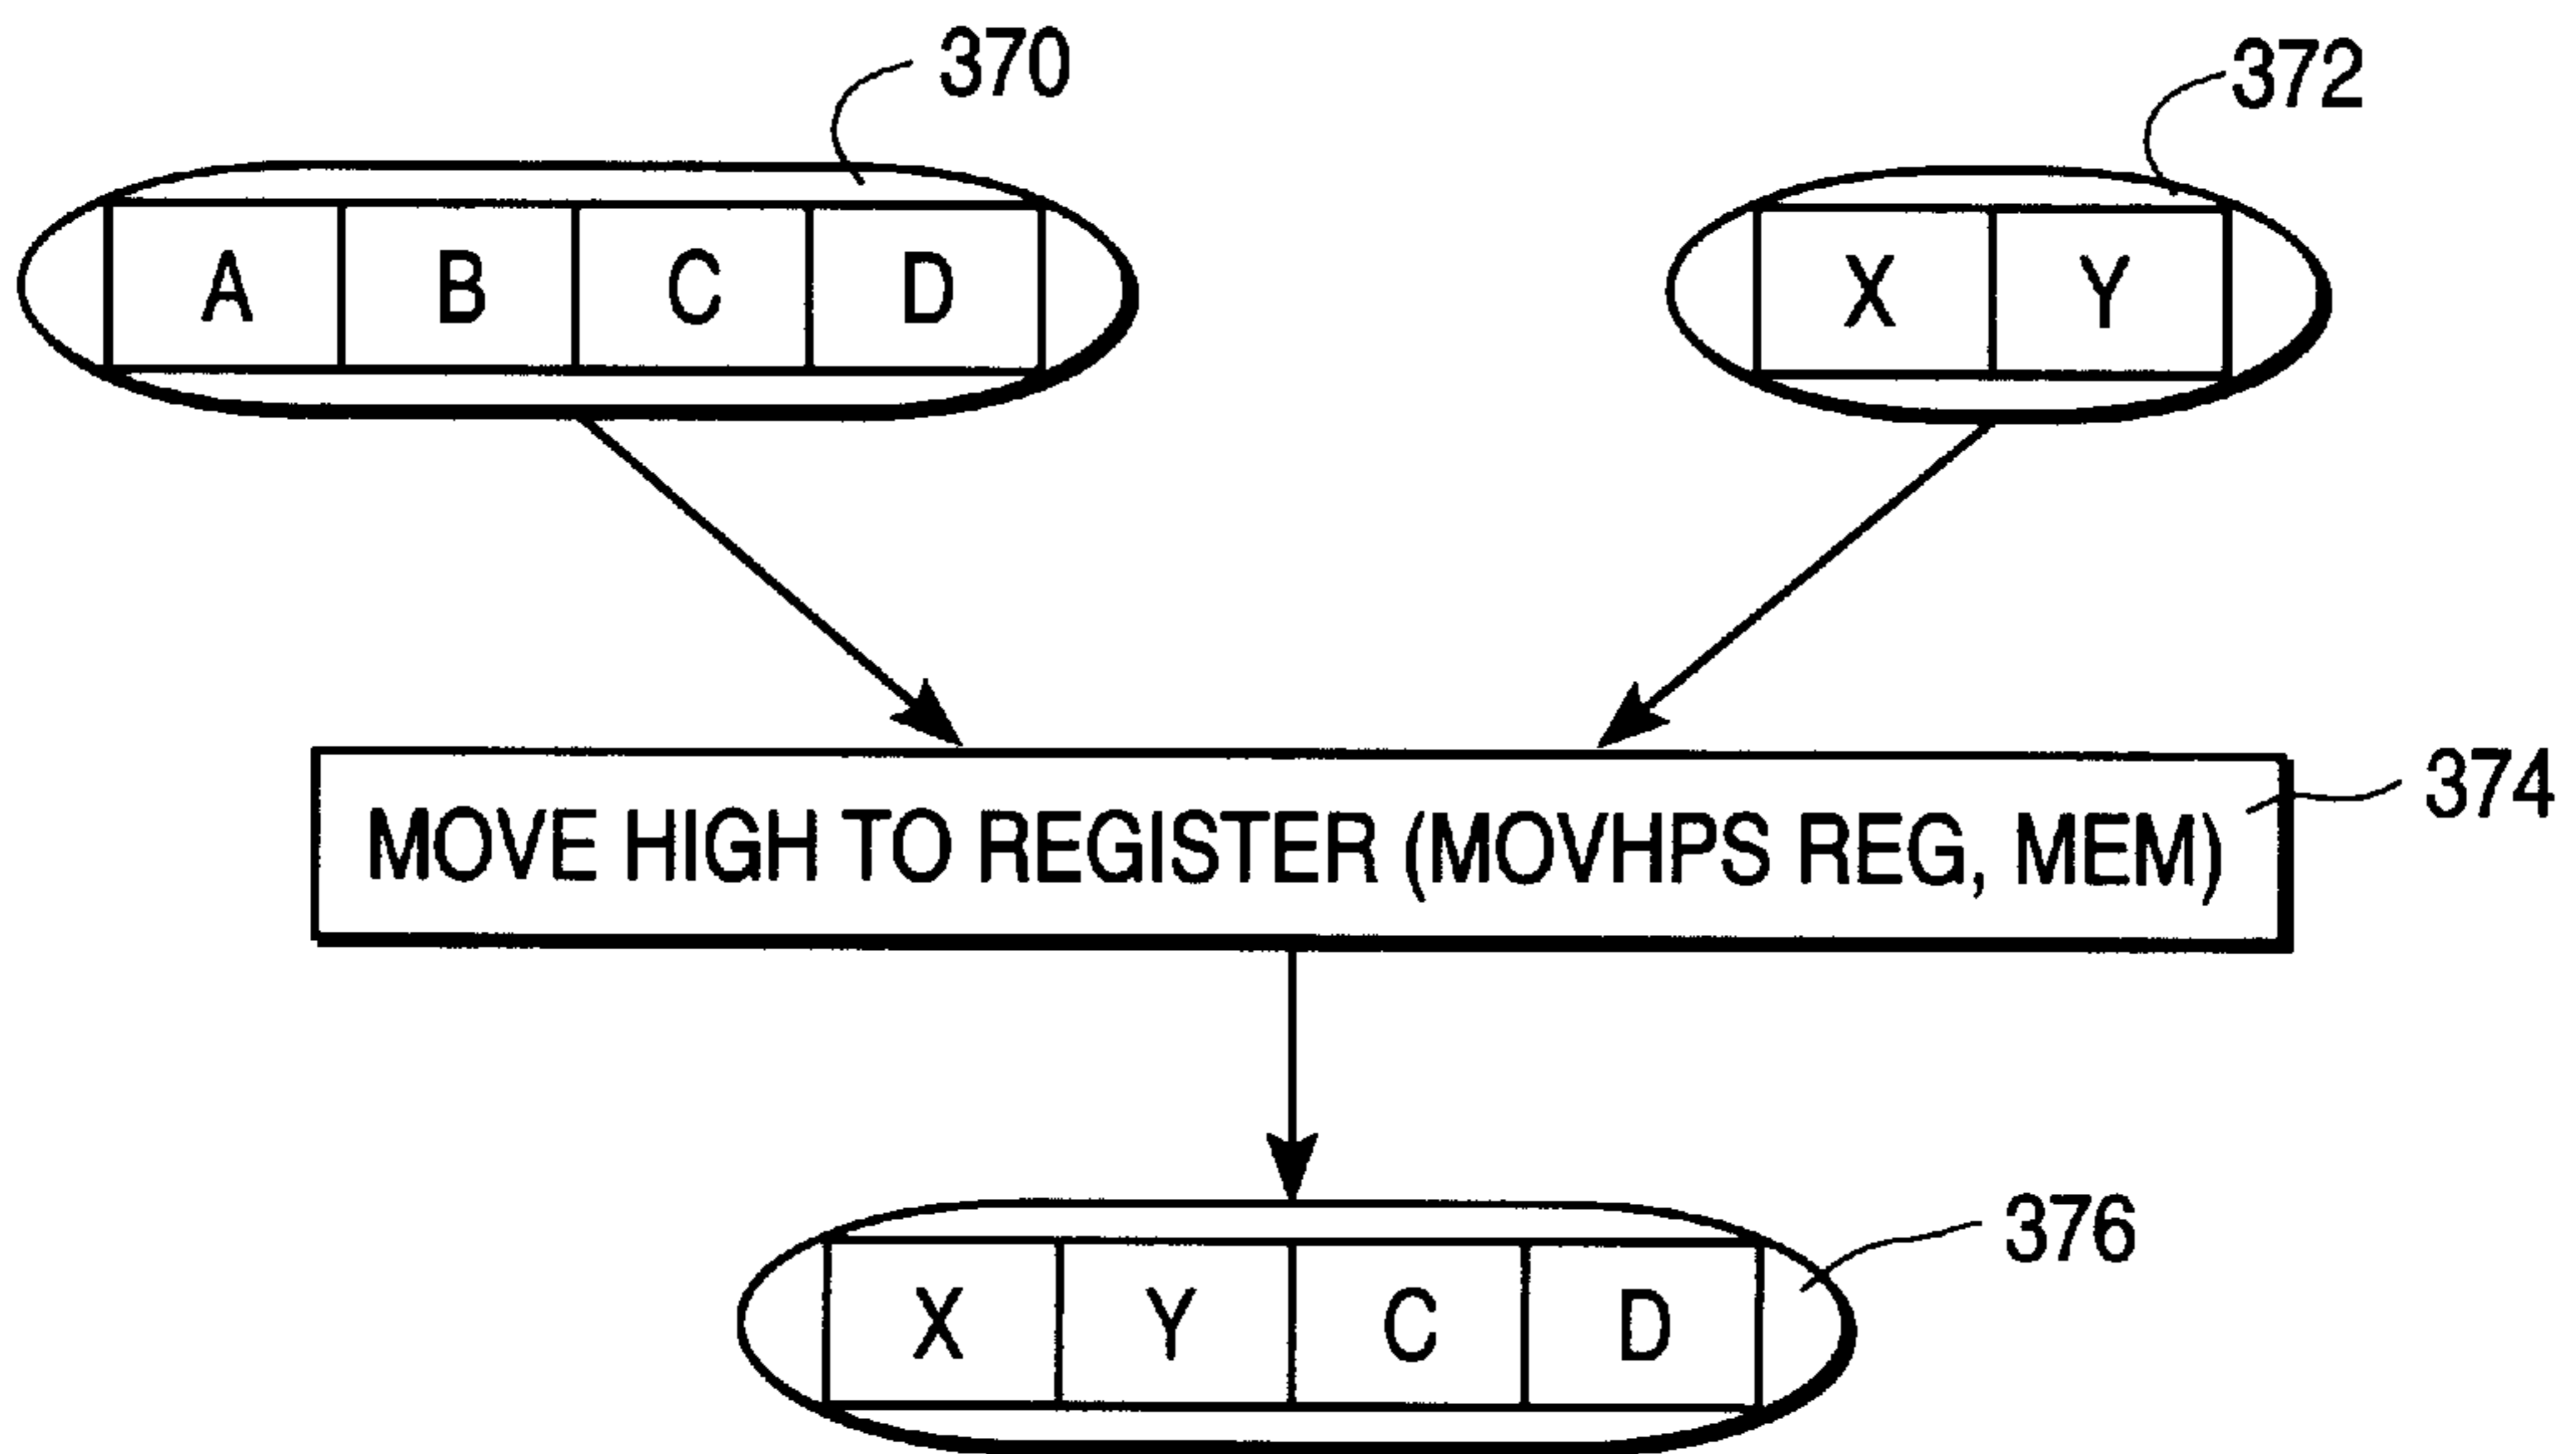 370
372
A B C D
X Y
MOVE HIGH TO REGISTER (MOVHPS REG, MEM)
374
376
X Y C D